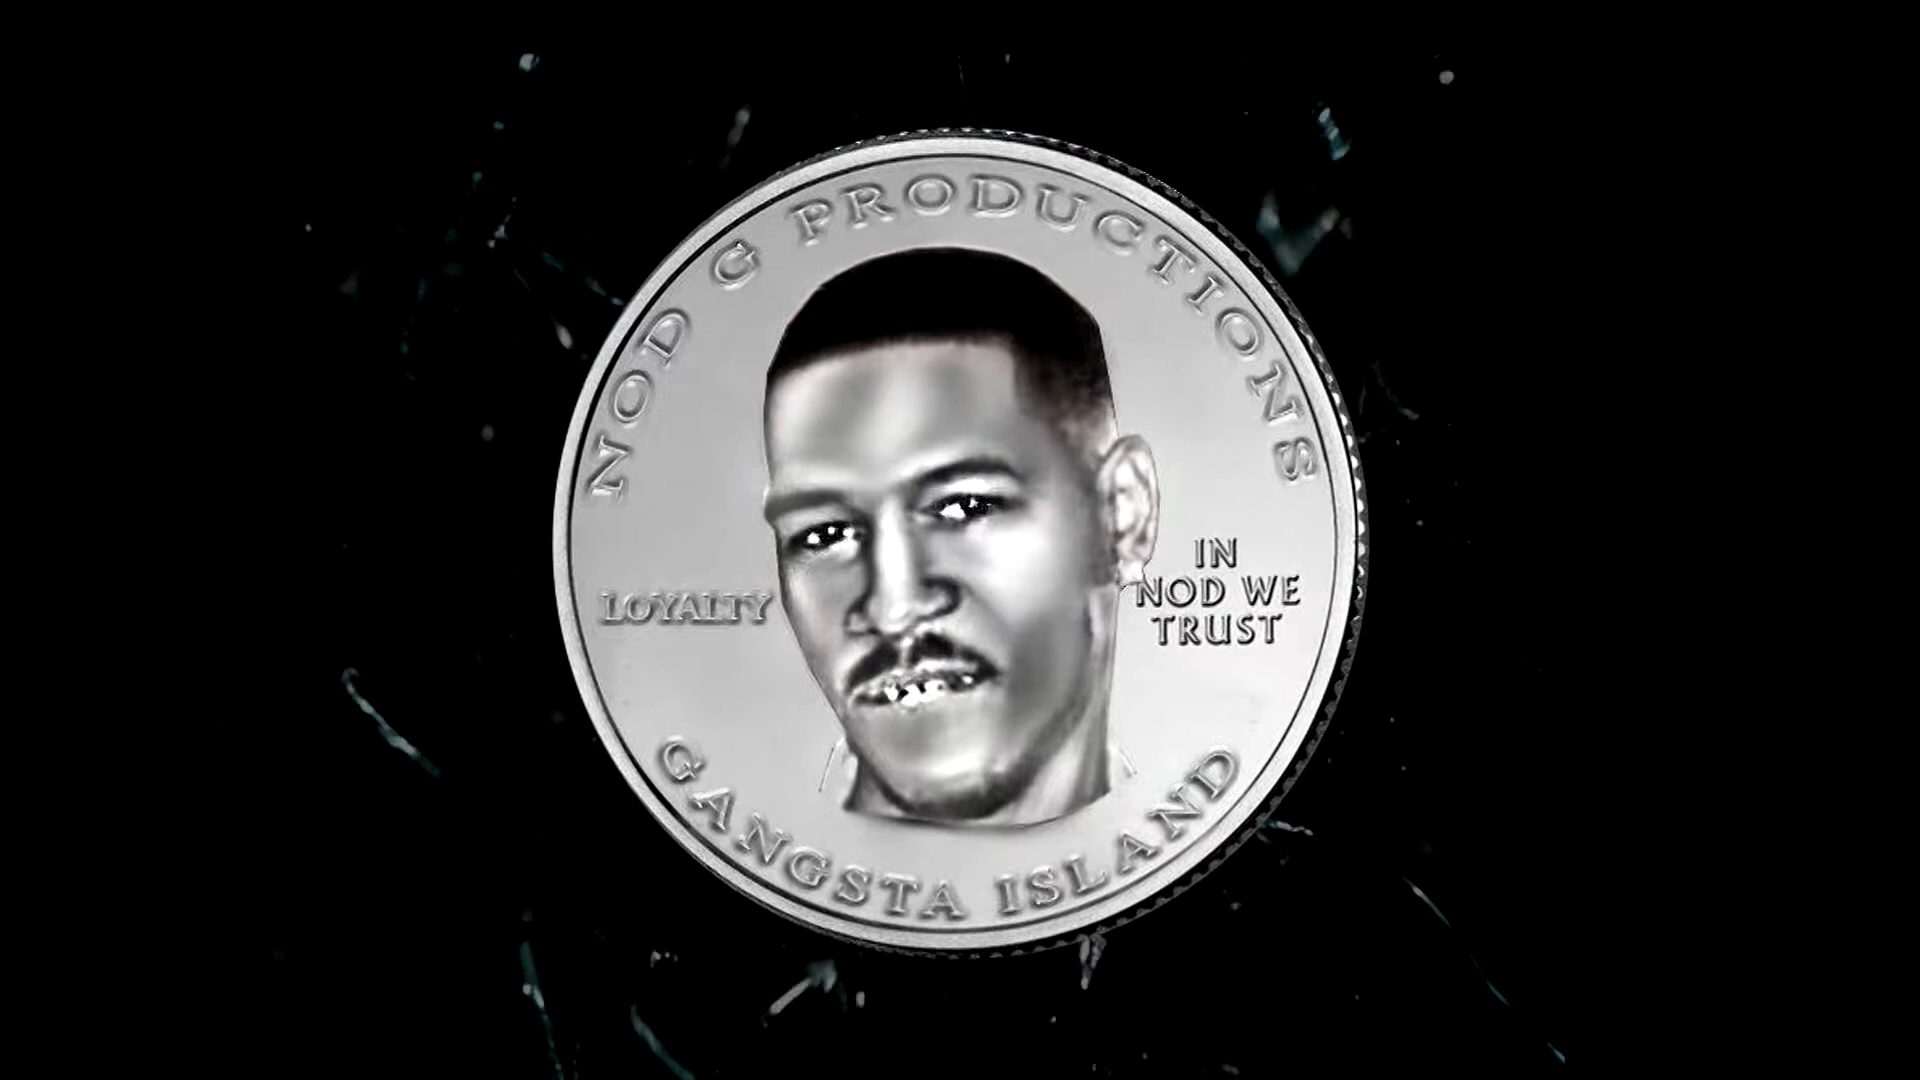 NOD G PRODUCTIONS
LOYALTY
IN
NOD WE
TRUST
GANGSTA ISLAND